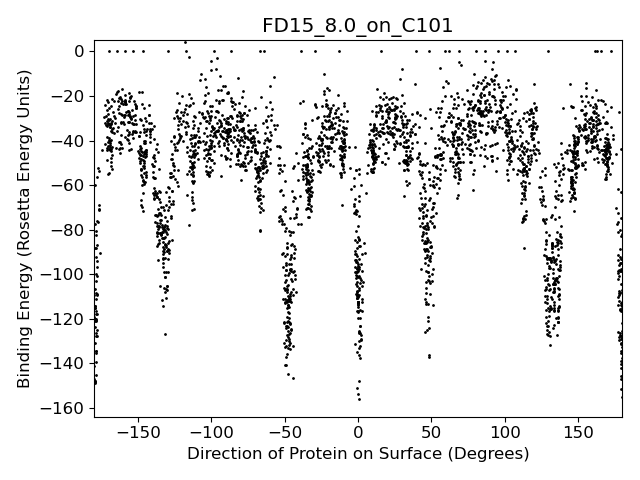 FD15_8.0_on_C101
Binding Energy (Rosetta Energy Units)
0
−20
−40
−60
−80
−100
−120
−140
−160
−150 −100 −50 0 50 100 150
Direction of Protein on Surface (Degrees)